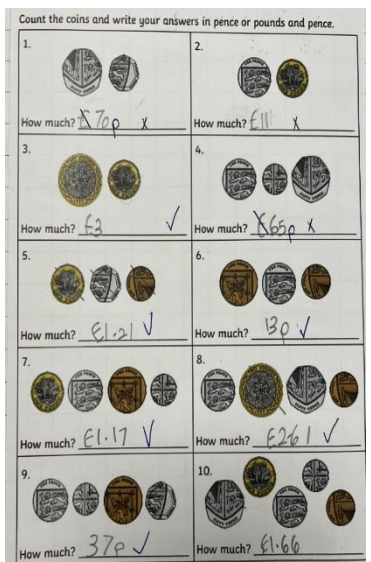 Count the coins and write your answers in pence or pounds and pence.
1.
How much? £70p x
2.
How much? £11 x
3.
How much? £3 ✓
4.
How much? £65p x
5.
How much? £1.21 ✓
6.
How much? 13p ✓
7.
How much? £1.17 ✓
8.
How much? £2.61 ✓
9.
How much? 37p ✓
10.
How much? £1.66